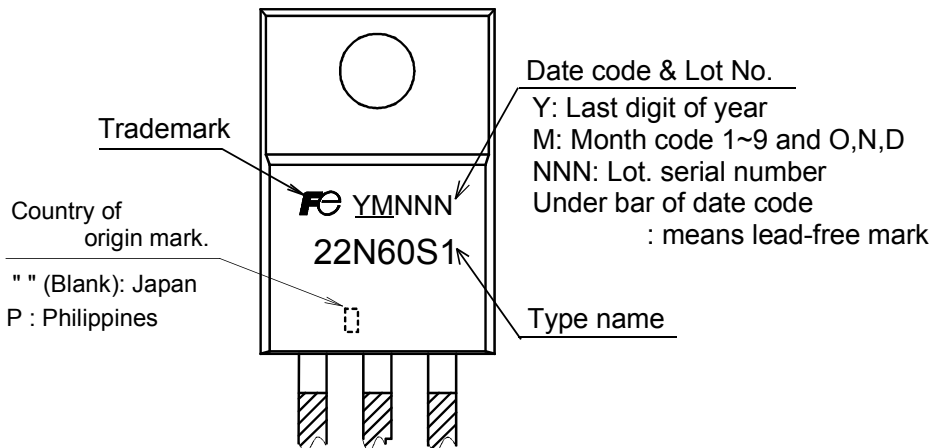 Date code & Lot No.
Y: Last digit of year
M: Month code 1~9 and O,N,D
NNN: Lot. serial number
Under bar of date code
: means lead-free mark
Trademark
Fe YMNNN
22N60S1
Country of
origin mark.
" " (Blank): Japan
P : Philippines
Type name